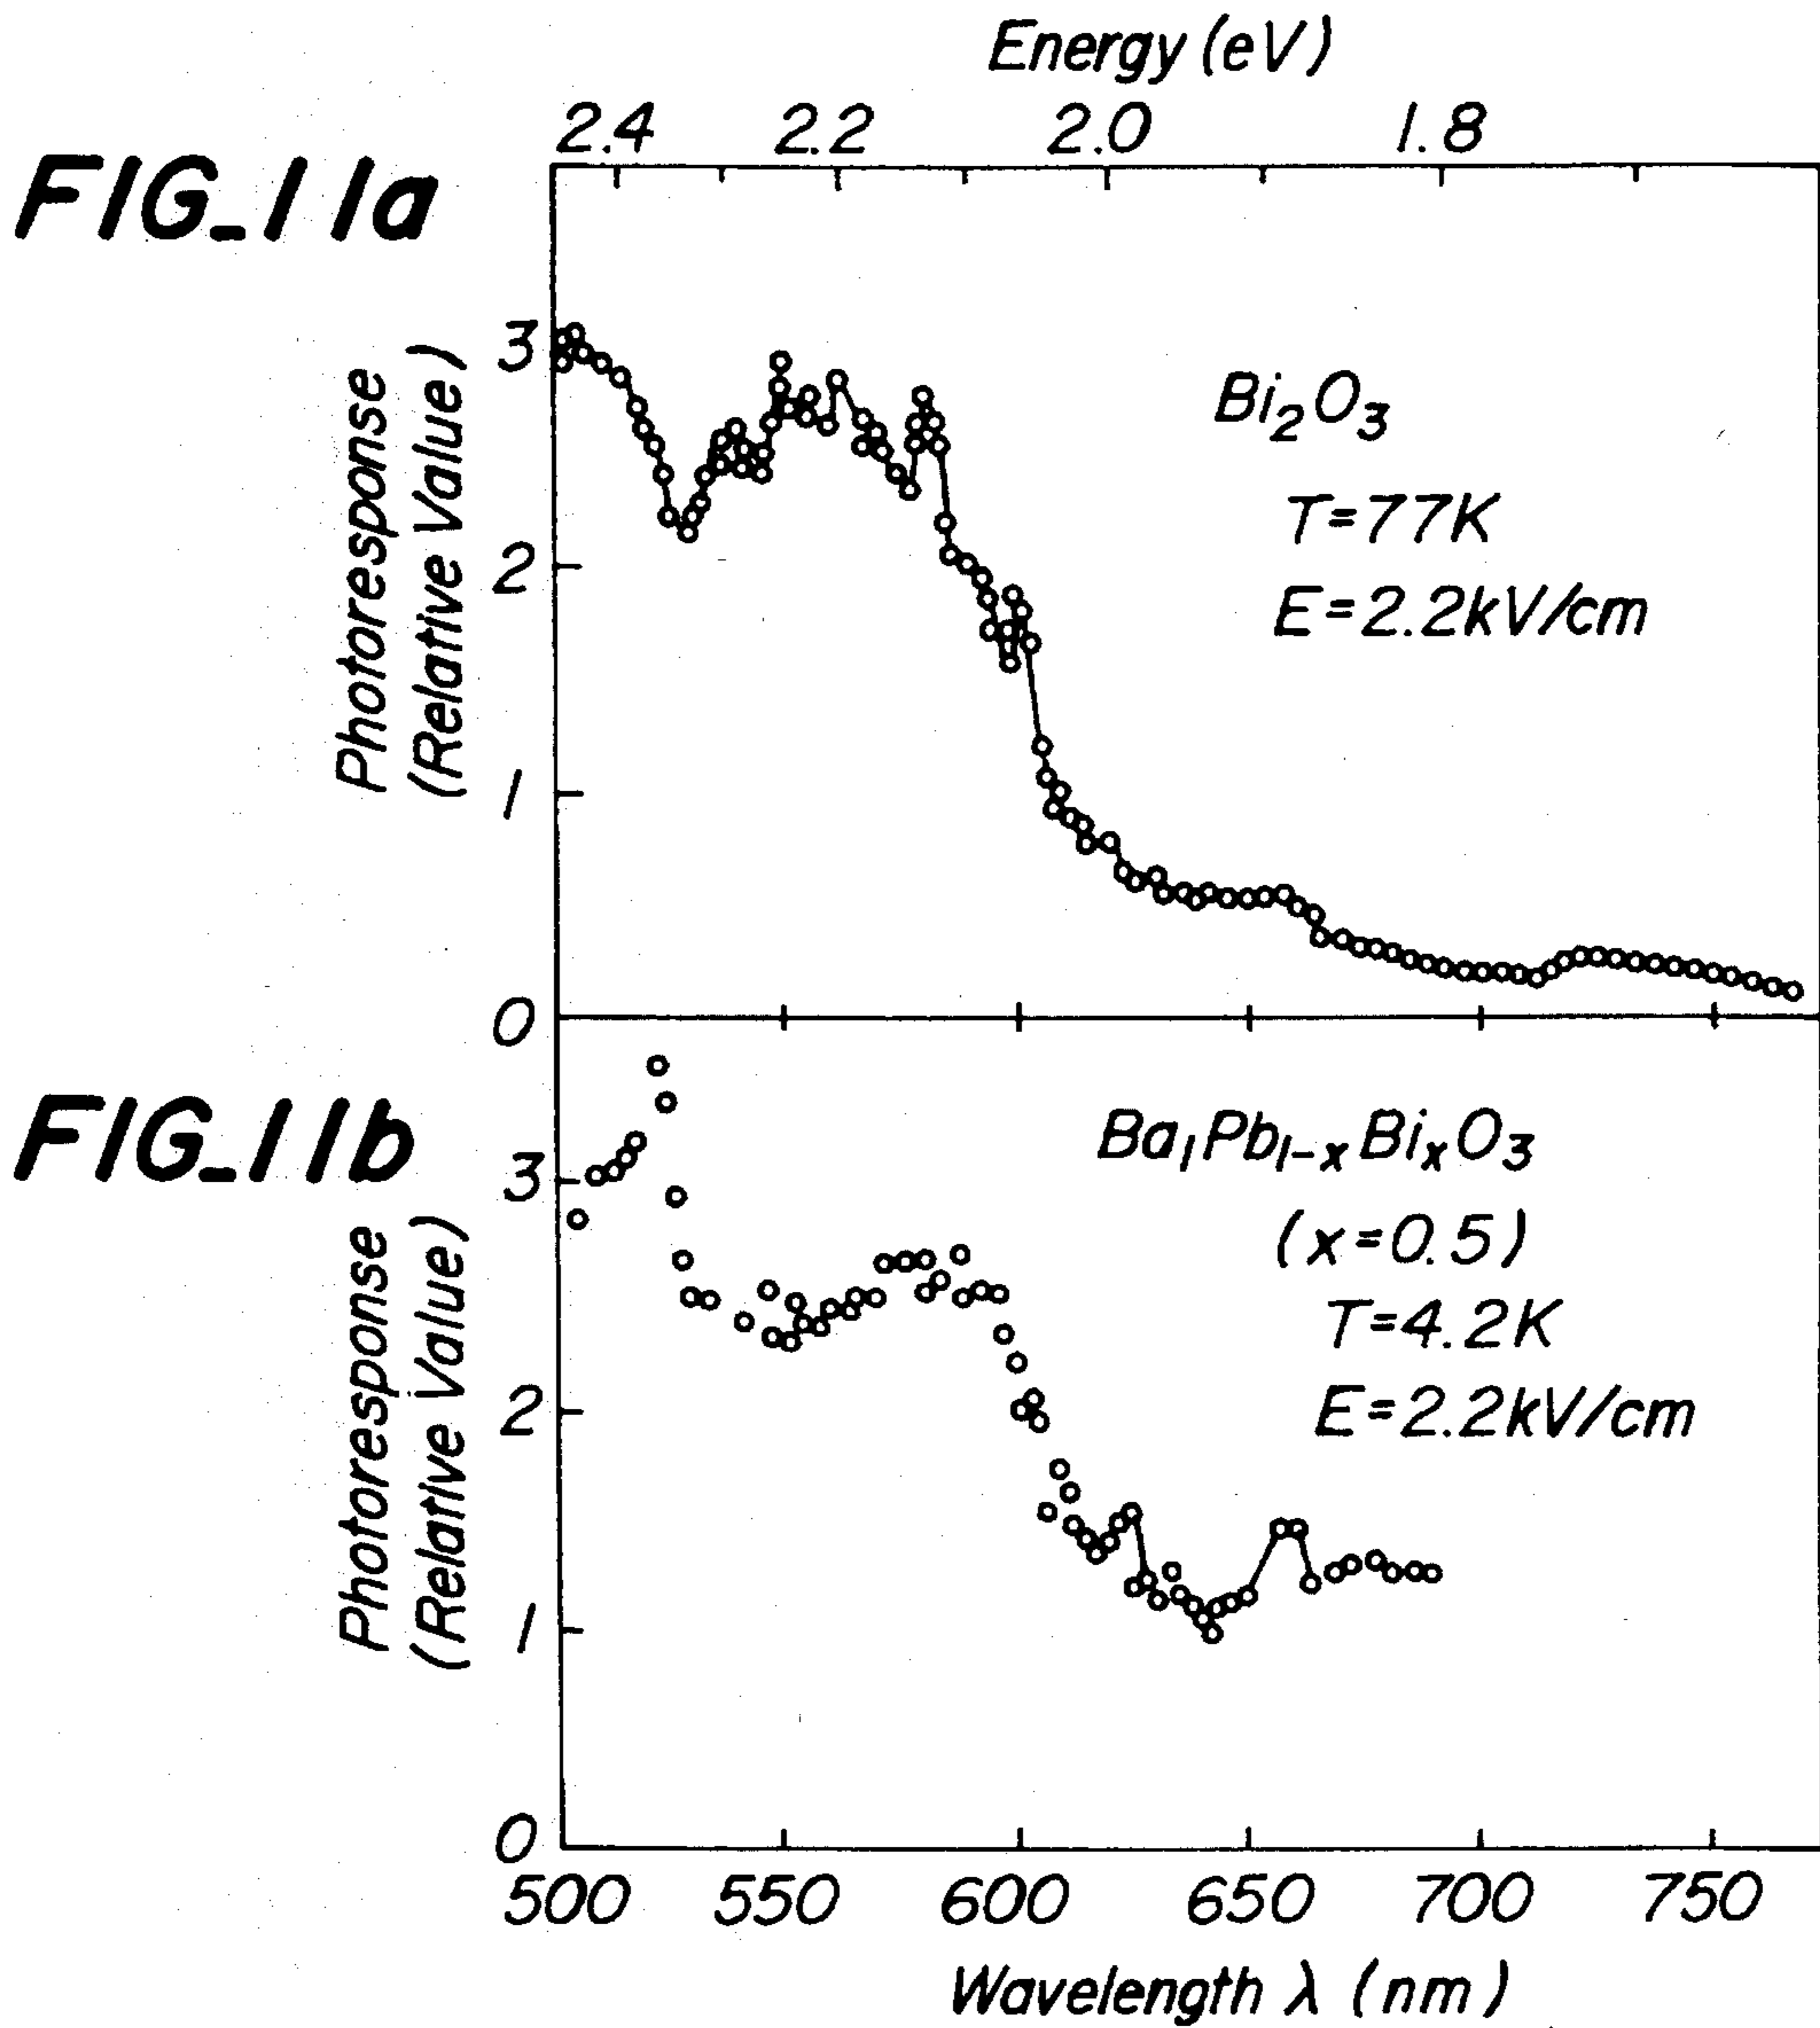 Energy (eV)
2.4 2.2 2.0 1.8
FIG_11a
Photoresponse
(Relative Value)
3
2
1
0
Bi₂O₃
T=77K
E=2.2kV/cm
FIG_11b
Photoresponse
(Relative Value)
3
2
1
0
Ba₁Pb₁₋ₓBiₓO₃
(x=0.5)
T=4.2K
E=2.2kV/cm
500 550 600 650 700 750
Wavelength λ (nm)